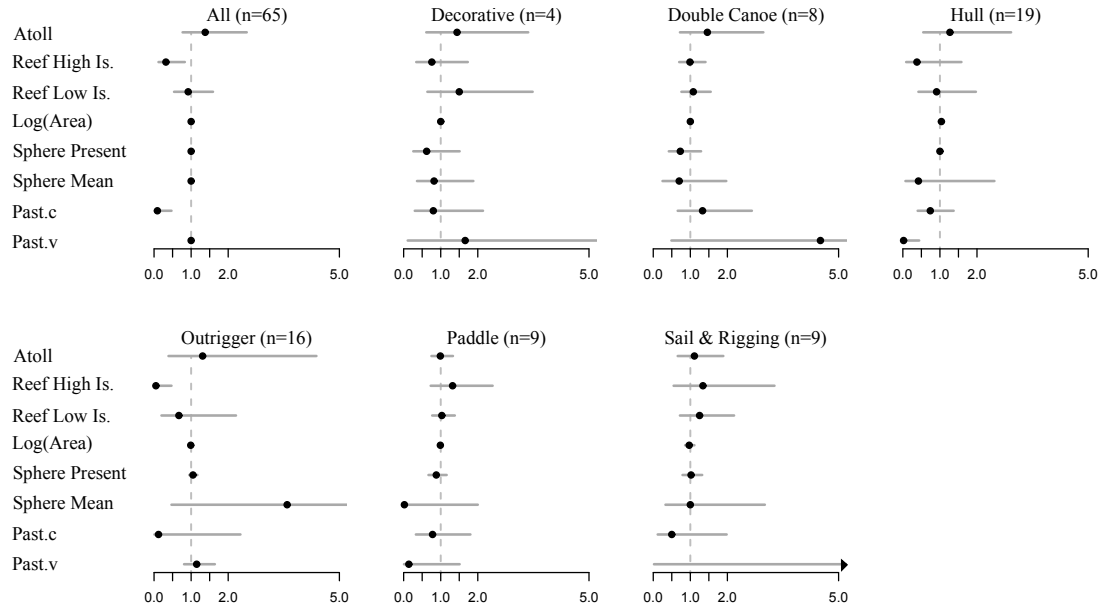 All (n=65) Decorative (n=4) Double Canoe (n=8) Hull (n=19)
Atoll
Reef High Is.
Reef Low Is.
Log(Area)
Sphere Present
Sphere Mean
Past.c
Past.v
0.0 1.0 2.0 5.0 0.0 1.0 2.0 5.0 0.0 1.0 2.0 5.0 0.0 1.0 2.0 5.0
Outrigger (n=16) Paddle (n=9) Sail & Rigging (n=9)
Atoll
Reef High Is.
Reef Low Is.
Log(Area)
Sphere Present
Sphere Mean
Past.c
Past.v
0.0 1.0 2.0 5.0 0.0 1.0 2.0 5.0 0.0 1.0 2.0 5.0